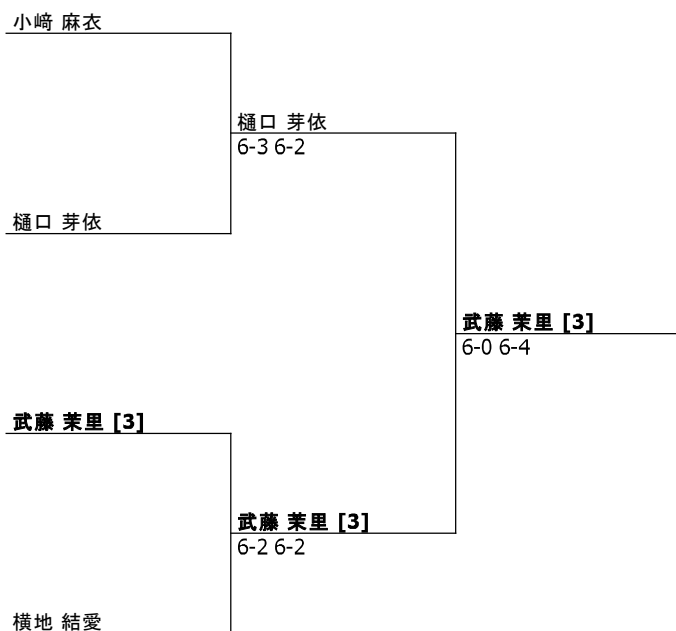 小﨑 麻衣
樋口 芽依
6-3 6-2
樋口 芽依
武藤 茉里 [3]
6-0 6-4
武藤 茉里 [3]
武藤 茉里 [3]
6-2 6-2
横地 結愛